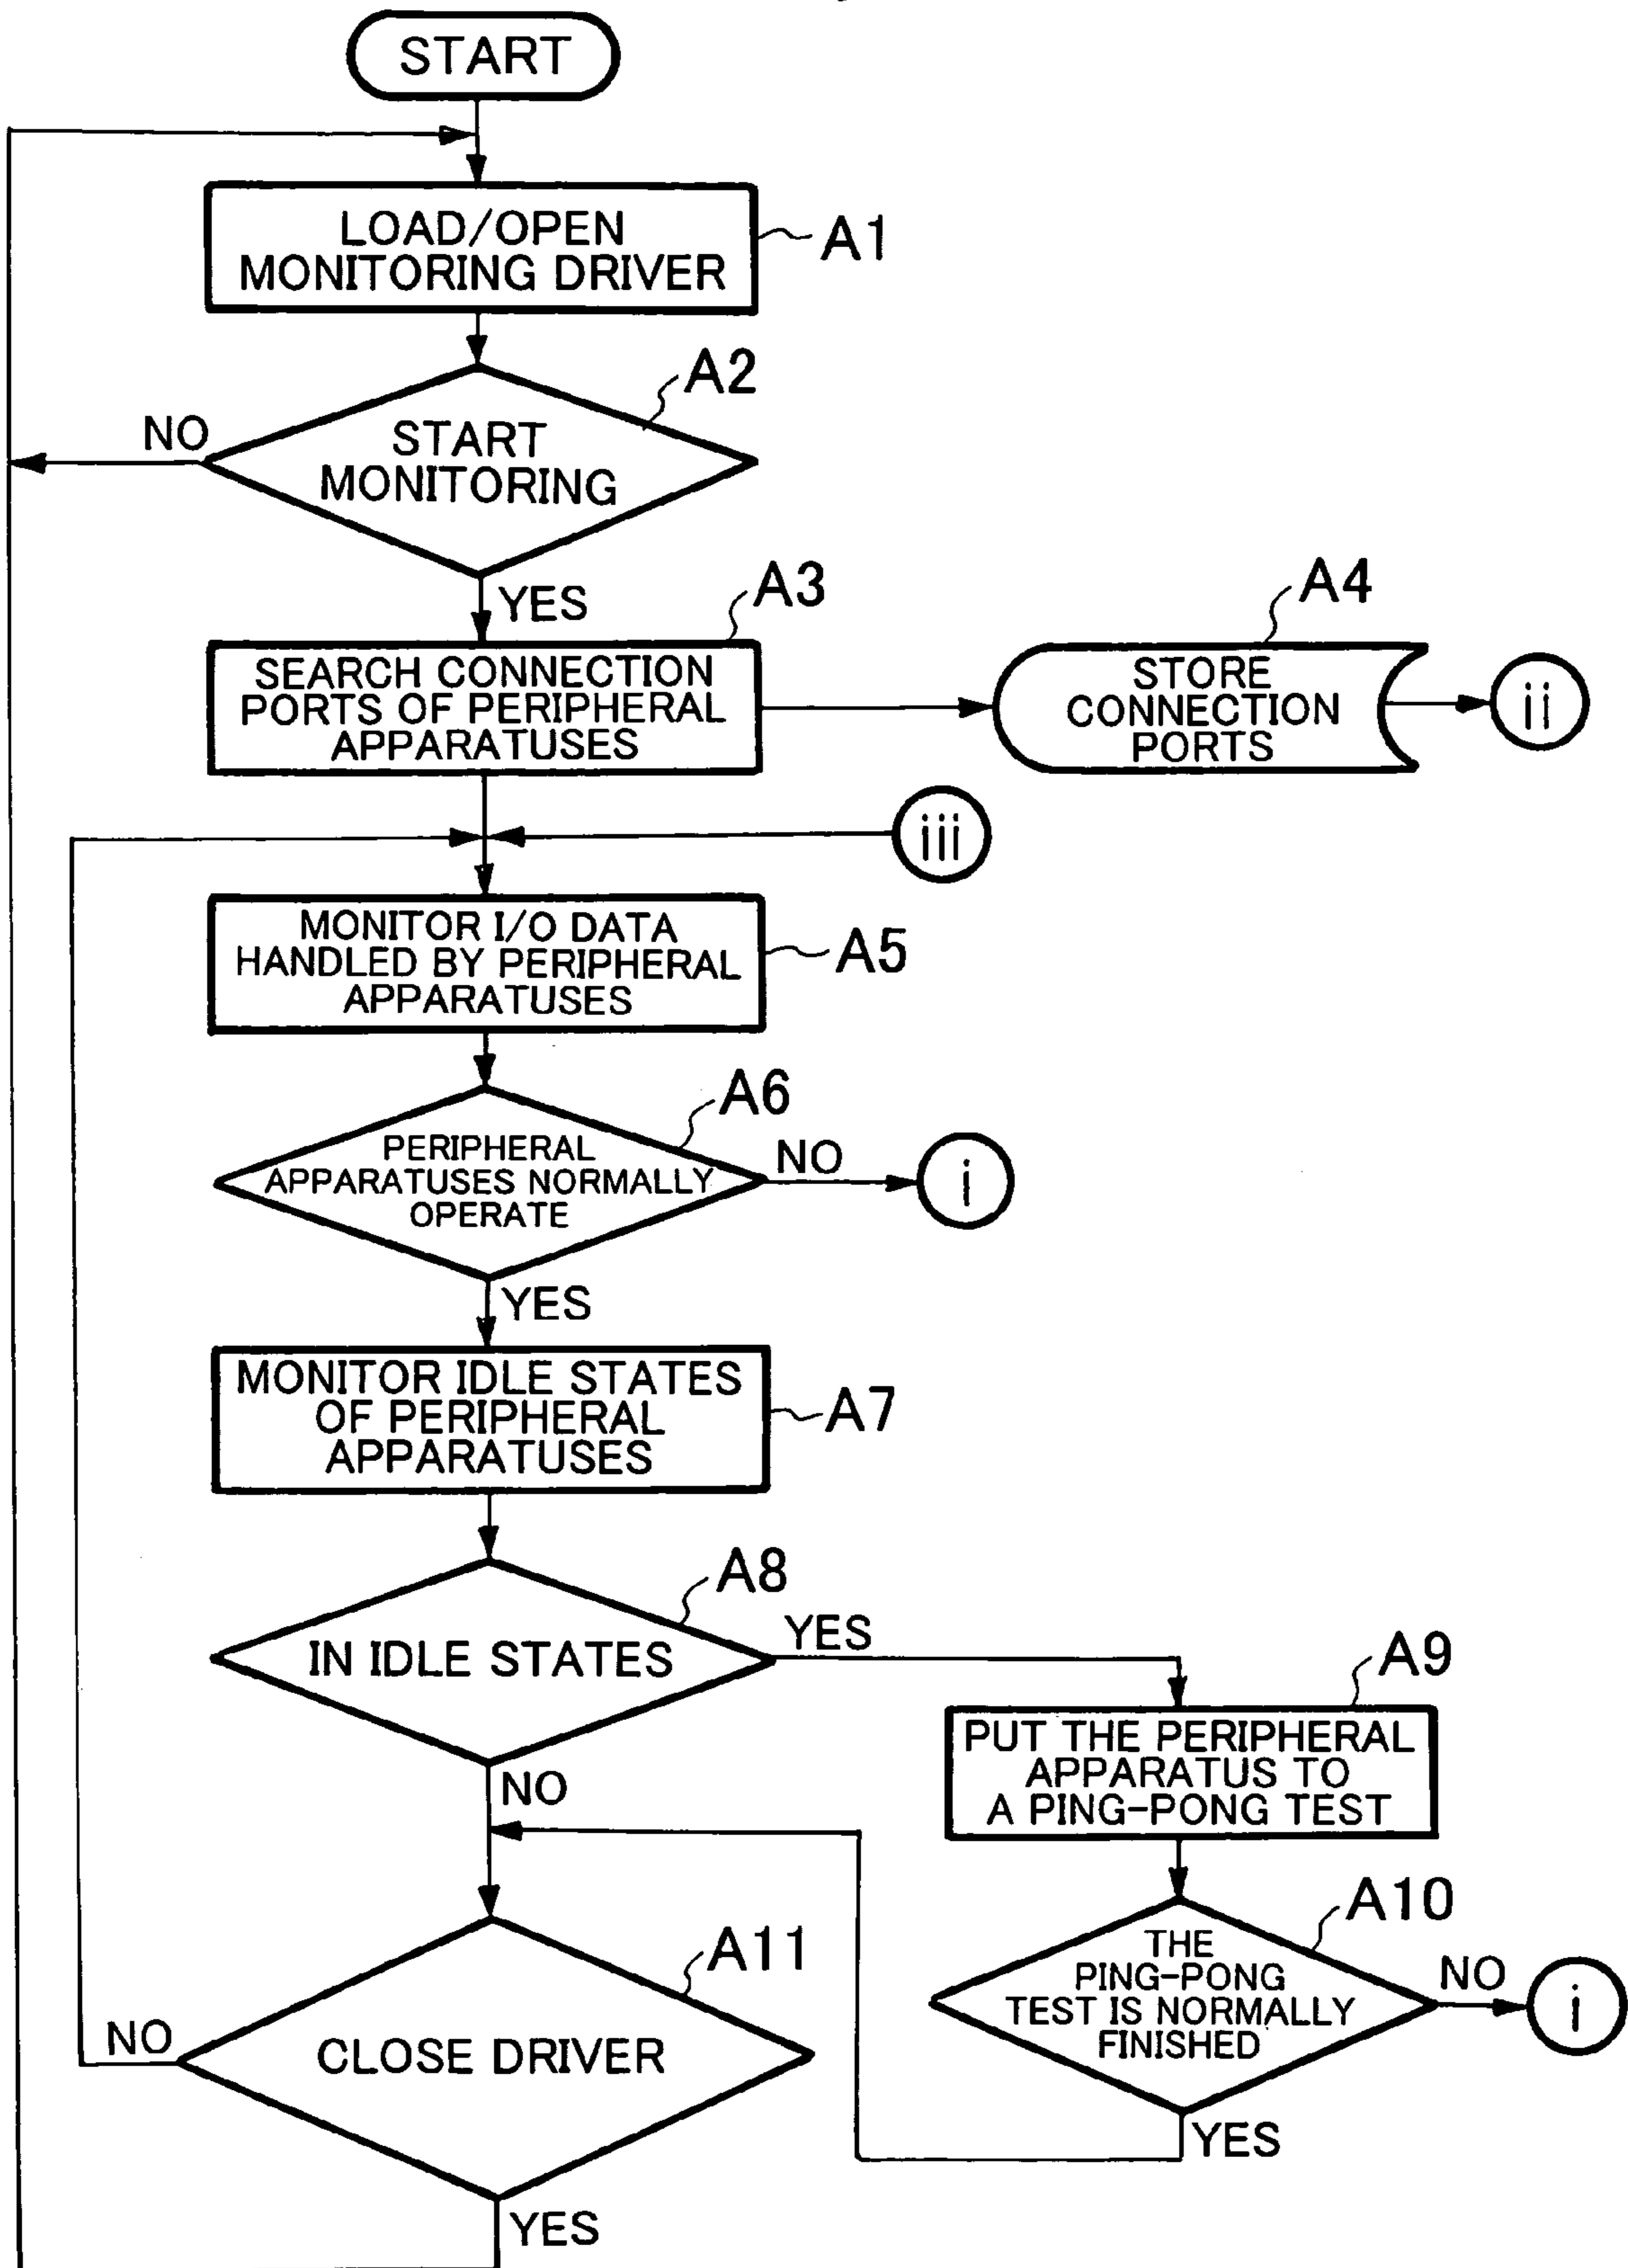 START
LOAD/OPEN
MONITORING DRIVER
A1
A2
START
MONITORING
NO
YES
A3
SEARCH CONNECTION
PORTS OF PERIPHERAL
APPARATUSES
A4
STORE
CONNECTION
PORTS
ii
iii
MONITOR I/O DATA
HANDLED BY PERIPHERAL
APPARATUSES
A5
A6
PERIPHERAL
APPARATUSES NORMALLY
OPERATE
NO
i
YES
MONITOR IDLE STATES
OF PERIPHERAL
APPARATUSES
A7
A8
IN IDLE STATES
YES
NO
A9
PUT THE PERIPHERAL
APPARATUS TO
A PING-PONG TEST
A10
THE
PING-PONG
TEST IS NORMALLY
FINISHED
NO
i
YES
A11
CLOSE DRIVER
NO
YES